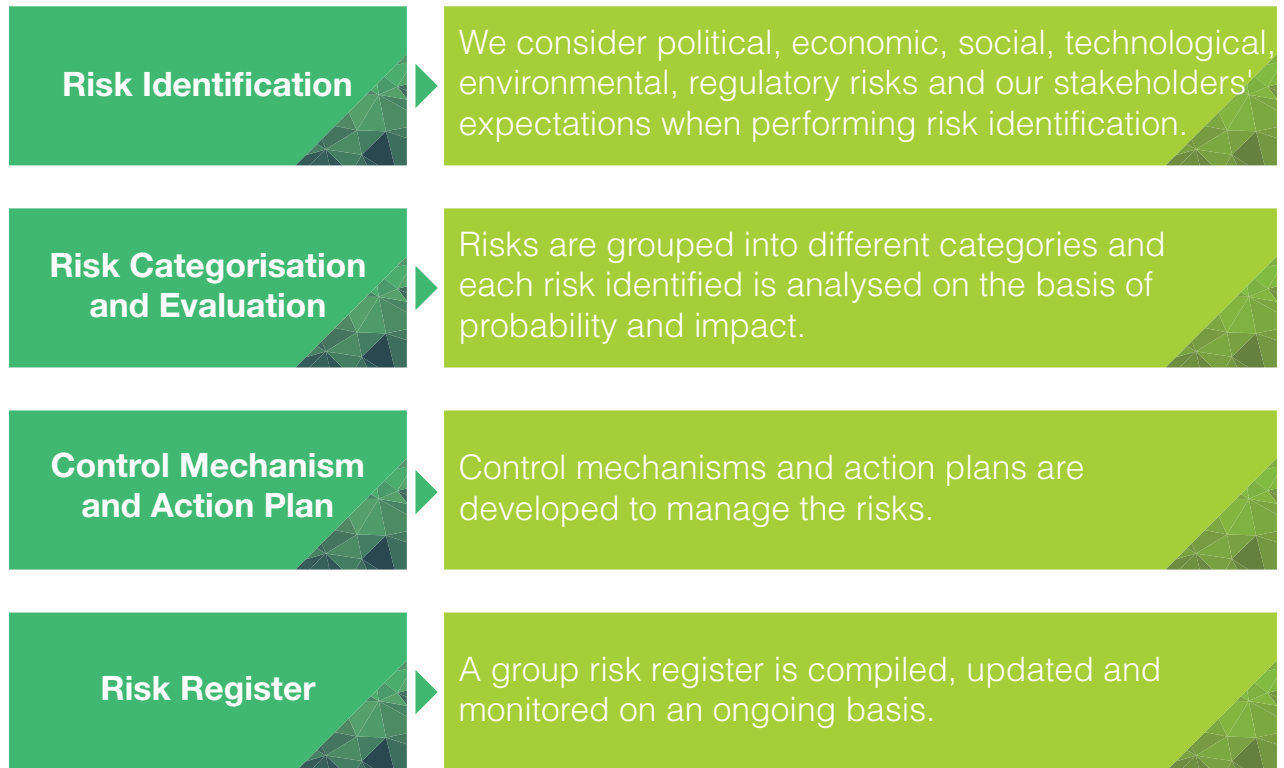 Risk Identification
We consider political, economic, social, technological,
environmental, regulatory risks and our stakeholders'
expectations when performing risk identification.
Risk Categorisation
and Evaluation
Risks are grouped into different categories and
each risk identified is analysed on the basis of
probability and impact.
Control Mechanism
and Action Plan
Control mechanisms and action plans are
developed to manage the risks.
Risk Register
A group risk register is compiled, updated and
monitored on an ongoing basis.